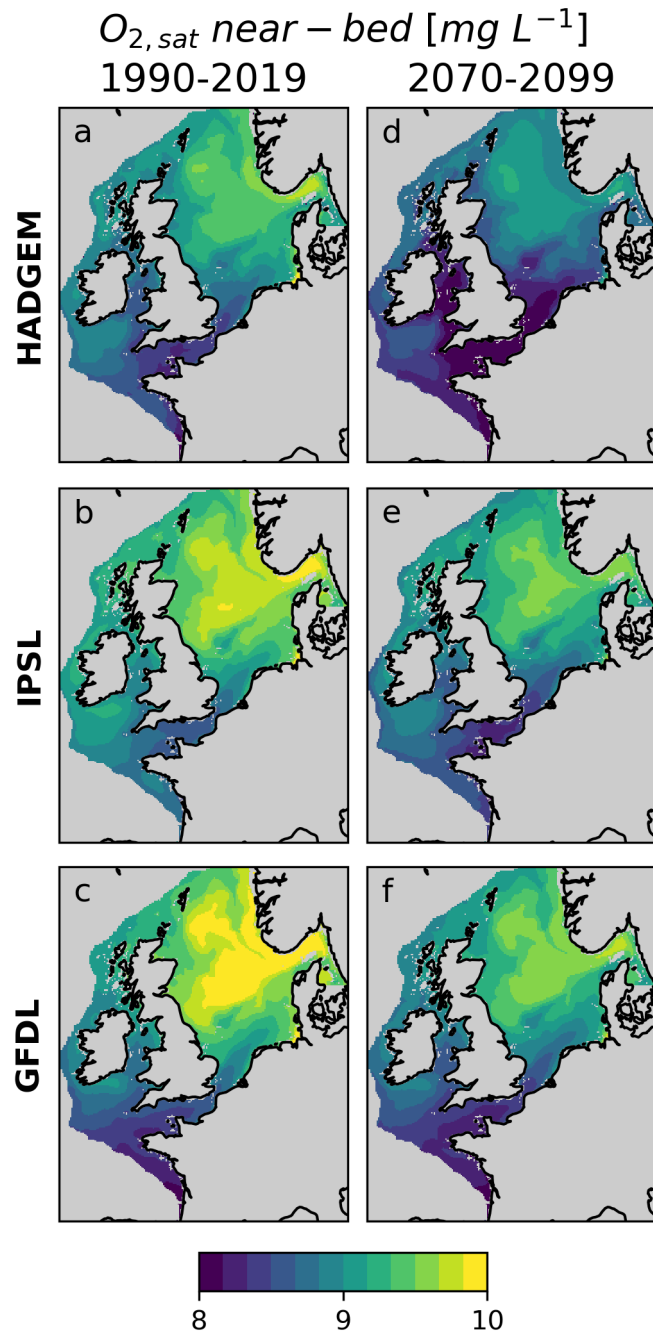 O2,sat near−bed [mg L−1]
1990-2019 2070-2099
a d
HADGEM
b e
IPSL
c f
GFDL
8 9 10